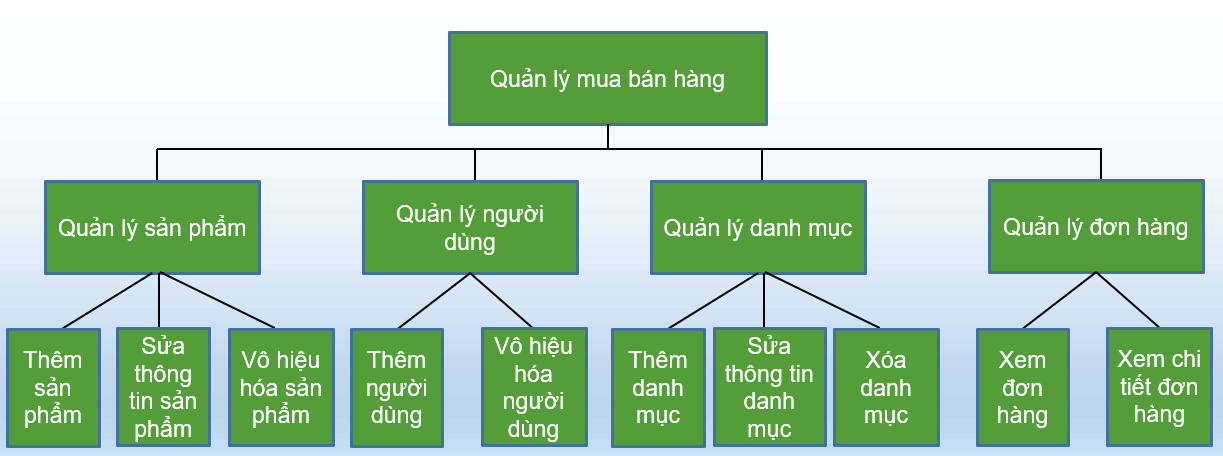 Quản lý mua bán hàng
Quản lý sản phẩm
Quản lý người
dùng
Quản lý danh mục
Quản lý đơn hàng
Thêm
sản
phẩm
Sửa
thông
tin sản
phẩm
Vô hiệu
hóa sản
phẩm
Thêm
người
dùng
Vô hiệu
hóa
người
dùng
Thêm
danh
mục
Sửa
thông tin
danh
mục
Xóa
danh
mục
Xem
đơn
hàng
Xem chi
tiết đơn
hàng